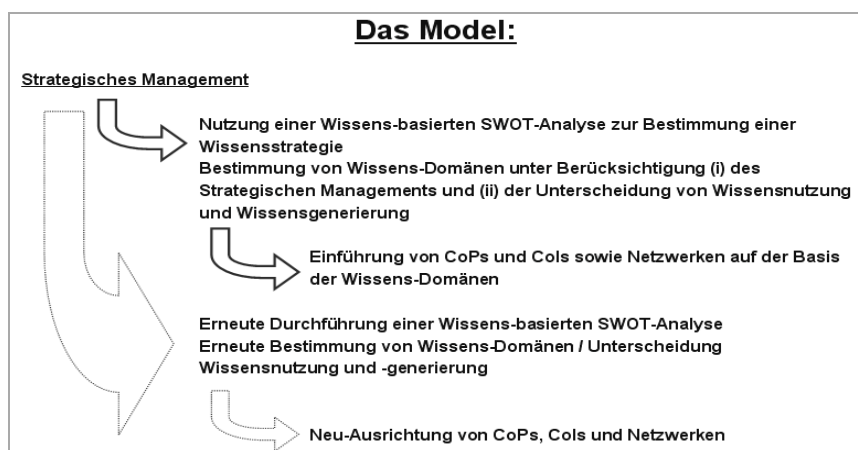 Das Model:
Strategisches Management
Nutzung einer Wissens-basierten SWOT-Analyse zur Bestimmung einer
Wissensstrategie
Bestimmung von Wissens-Domänen unter Berücksichtigung (i) des
Strategischen Managements und (ii) der Unterscheidung von Wissensnutzung
und Wissensgenerierung
Einführung von CoPs und CoIs sowie Netzwerken auf der Basis
der Wissens-Domänen
Erneute Durchführung einer Wissens-basierten SWOT-Analyse
Erneute Bestimmung von Wissens-Domänen / Unterscheidung
Wissensnutzung und -generierung
Neu-Ausrichtung von CoPs, CoIs und Netzwerken